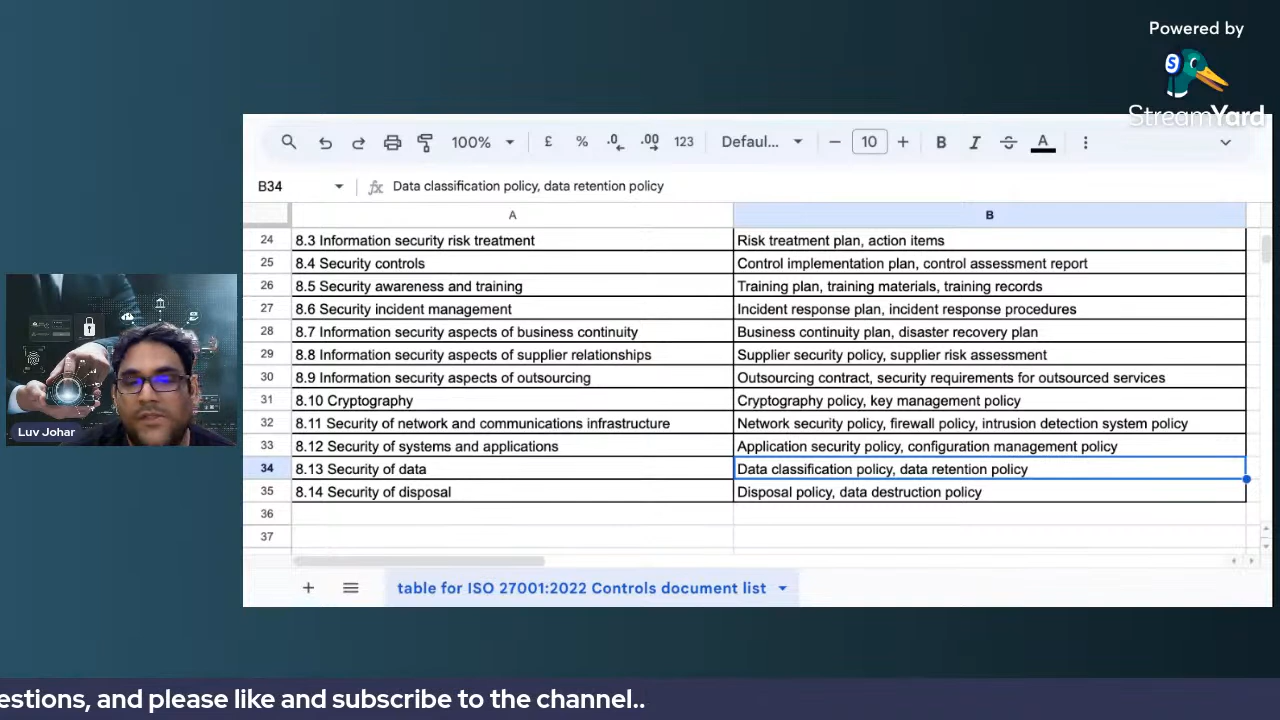 Powered by
S
StreamYard
100%
£
%
.0
.00
123
Defaul...
10
B
I
S
A
B34
fx
Data classification policy, data retention policy
A
B
24
8.3 Information security risk treatment
Risk treatment plan, action items
25
8.4 Security controls
Control implementation plan, control assessment report
26
8.5 Security awareness and training
Training plan, training materials, training records
27
8.6 Security incident management
Incident response plan, incident response procedures
28
8.7 Information security aspects of business continuity
Business continuity plan, disaster recovery plan
29
8.8 Information security aspects of supplier relationships
Supplier security policy, supplier risk assessment
30
8.9 Information security aspects of outsourcing
Outsourcing contract, security requirements for outsourced services
31
8.10 Cryptography
Cryptography policy, key management policy
32
8.11 Security of network and communications infrastructure
Network security policy, firewall policy, intrusion detection system policy
33
8.12 Security of systems and applications
Application security policy, configuration management policy
34
8.13 Security of data
Data classification policy, data retention policy
35
8.14 Security of disposal
Disposal policy, data destruction policy
36
37
Luv Johar
table for ISO 27001:2022 Controls document list
estions, and please like and subscribe to the channel..